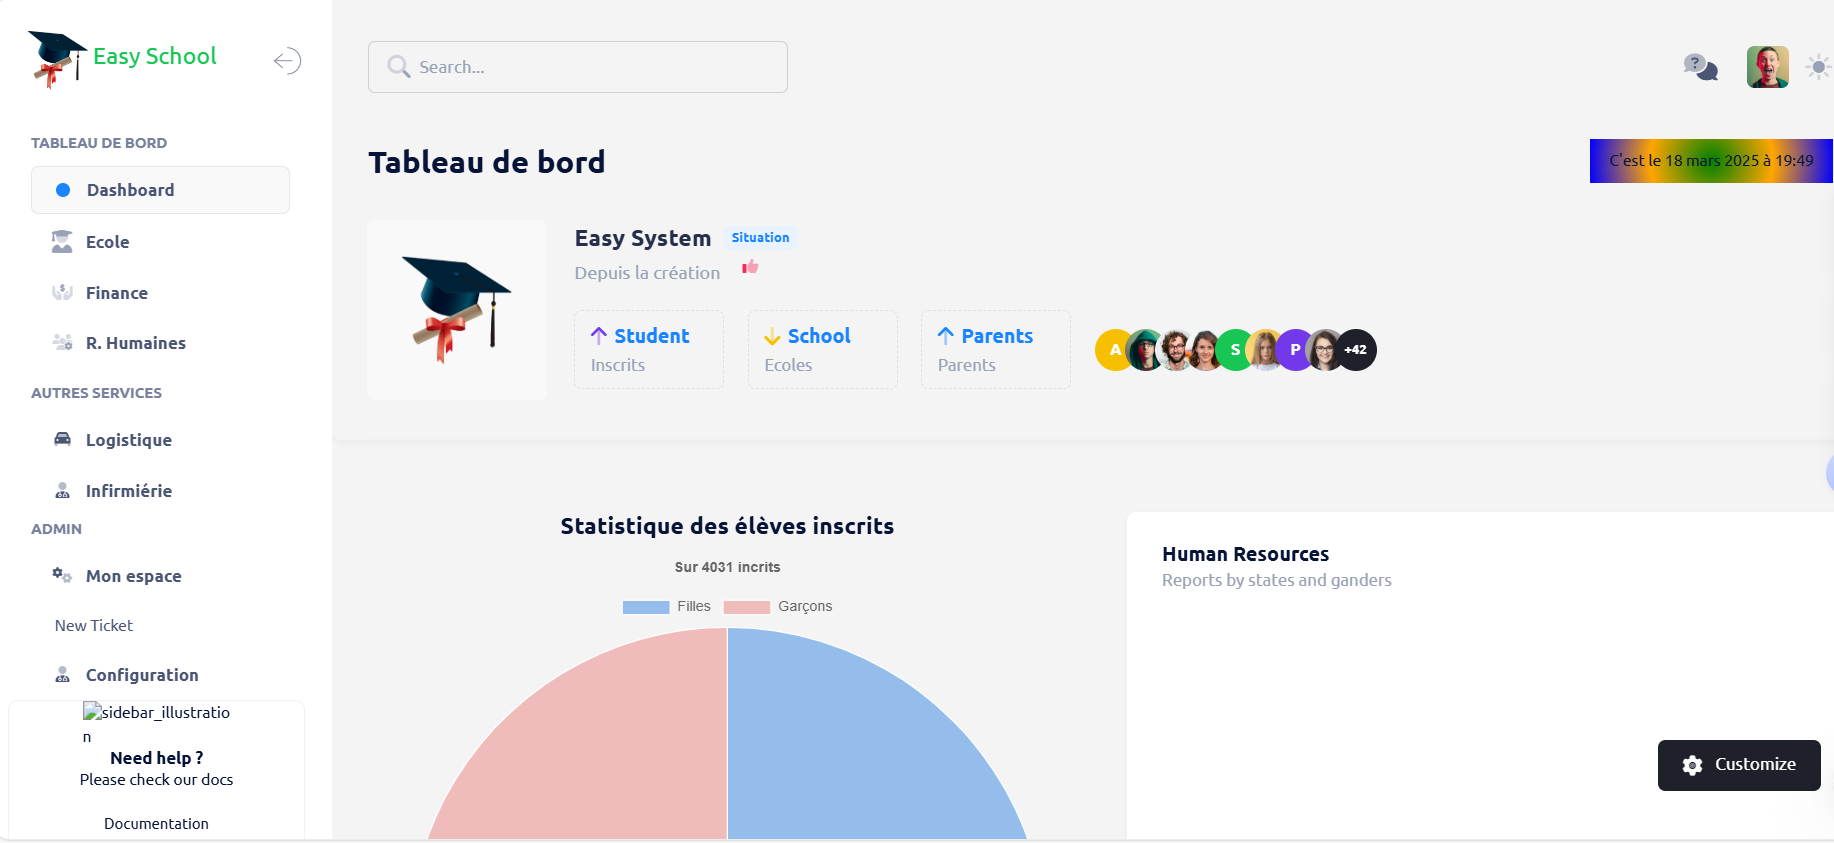 Easy School
TABLEAU DE BORD
Dashboard
Ecole
Finance
R. Humaines
AUTRES SERVICES
Logistique
Infirmiérie
ADMIN
Mon espace
New Ticket
Configuration
sidebar_illustratio
n
Need help ?
Please check our docs
Documentation
Search...
?
Tableau de bord
C'est le 18 mars 2025 à 19:49
Easy System Situation
Depuis la création
Student
Inscrits
School
Ecoles
Parents
Parents
A S P +42
Statistique des élèves inscrits
Sur 4031 incrits
Filles Garçons
Human Resources
Reports by states and ganders
Customize